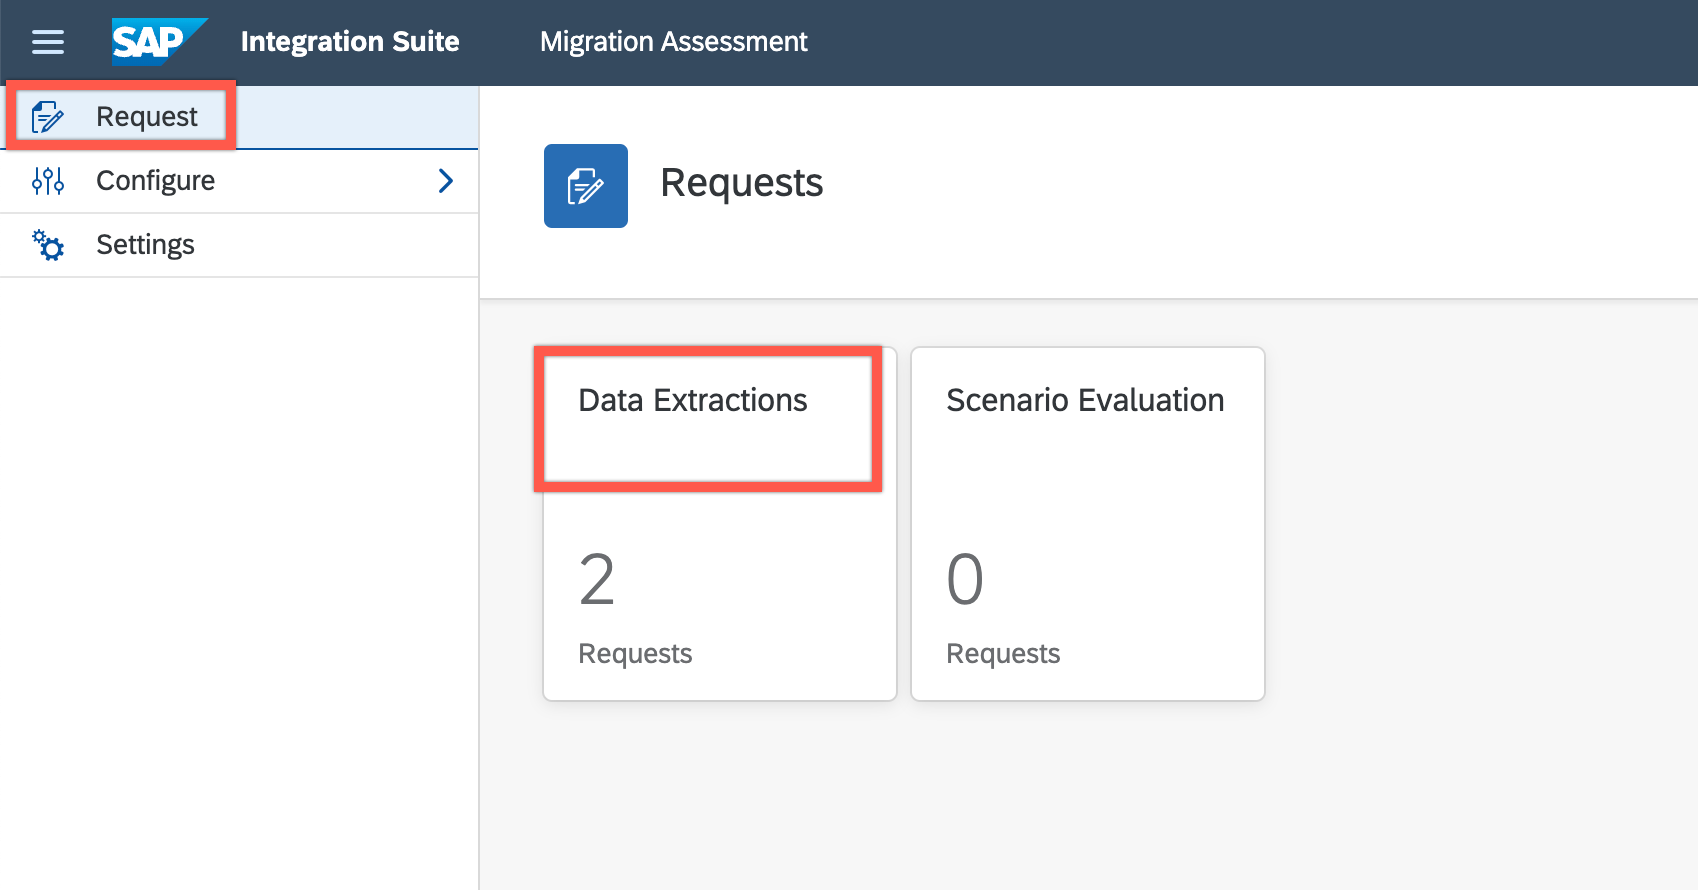 SAP Integration Suite Migration Assessment
Request
Configure
Settings
Requests
Data Extractions
2
Requests
Scenario Evaluation
0
Requests